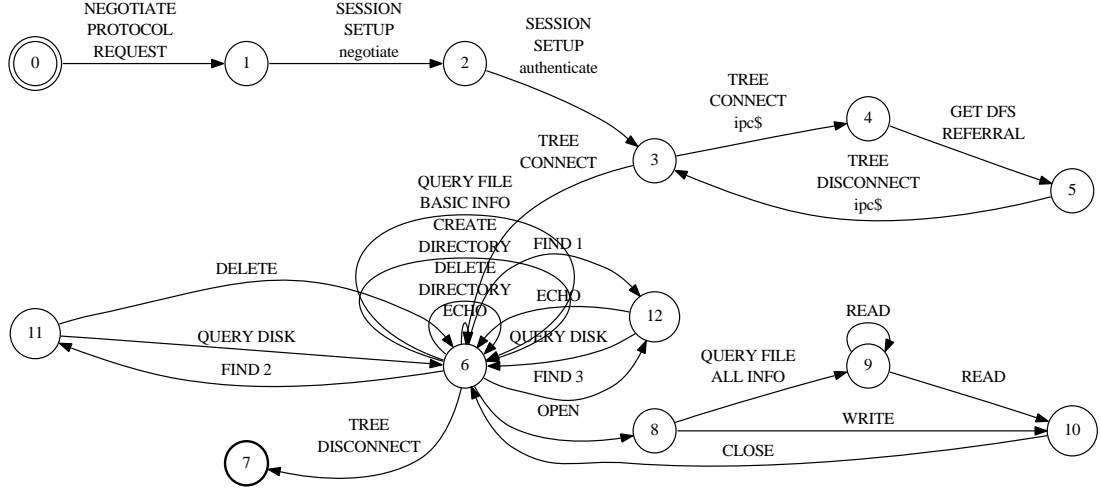 NEGOTIATE
PROTOCOL
REQUEST
SESSION
SETUP
negotiate
SESSION
SETUP
authenticate
0
1
2
TREE
CONNECT
ipc$
4
GET DFS
REFERRAL
TREE
CONNECT
3
TREE
DISCONNECT
ipc$
5
QUERY FILE
BASIC INFO
CREATE
DIRECTORY
DELETE
DIRECTORY
ECHO
FIND 1
ECHO
QUERY DISK
FIND 3
OPEN
12
DELETE
11
QUERY DISK
FIND 2
6
TREE
DISCONNECT
7
READ
QUERY FILE
ALL INFO
9
READ
8
WRITE
10
CLOSE